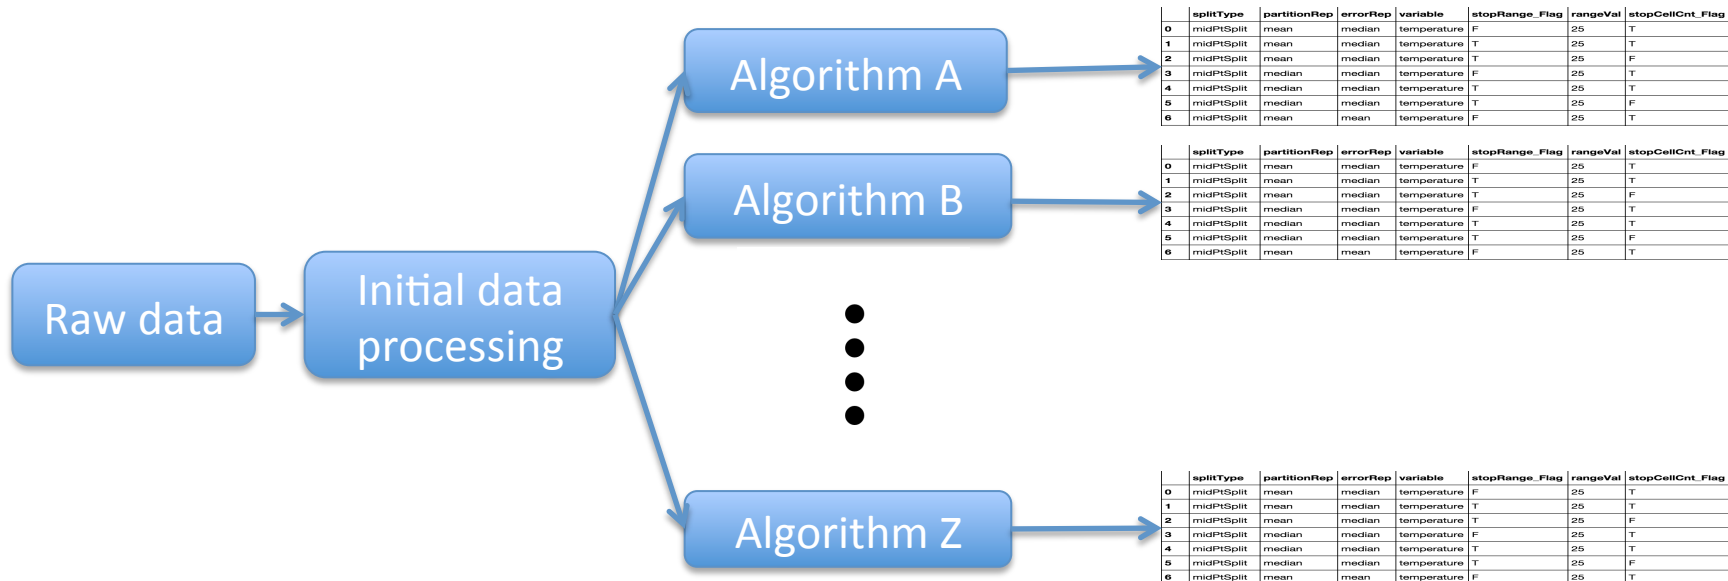 Raw data
Initial data
processing
Algorithm A
splitType partitionRep errorRep variable stopRange_Flag rangeVal stopCellCnt_Flag
0 midPtSplit mean median temperature F 25 T
1 midPtSplit mean median temperature T 25 T
2 midPtSplit mean median temperature T 25 F
3 midPtSplit median median temperature F 25 T
4 midPtSplit median median temperature T 25 T
5 midPtSplit median median temperature T 25 F
6 midPtSplit mean mean temperature F 25 T
Algorithm B
splitType partitionRep errorRep variable stopRange_Flag rangeVal stopCellCnt_Flag
0 midPtSplit mean median temperature F 25 T
1 midPtSplit mean median temperature T 25 T
2 midPtSplit mean median temperature T 25 F
3 midPtSplit median median temperature F 25 T
4 midPtSplit median median temperature T 25 T
5 midPtSplit median median temperature T 25 F
6 midPtSplit mean mean temperature F 25 T
Algorithm Z
splitType partitionRep errorRep variable stopRange_Flag rangeVal stopCellCnt_Flag
0 midPtSplit mean median temperature F 25 T
1 midPtSplit mean median temperature T 25 T
2 midPtSplit mean median temperature T 25 F
3 midPtSplit median median temperature F 25 T
4 midPtSplit median median temperature T 25 T
5 midPtSplit median median temperature T 25 F
6 midPtSplit mean mean temperature F 25 T